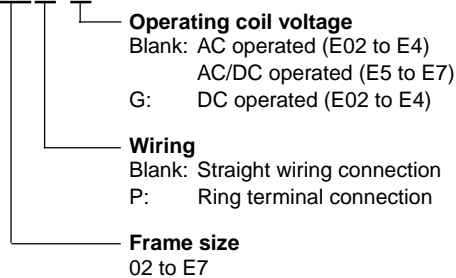 Operating coil voltage
Blank: AC operated (E02 to E4)
AC/DC operated (E5 to E7)
G: DC operated (E02 to E4)
Wiring
Blank: Straight wiring connection
P: Ring terminal connection
Frame size
02 to E7